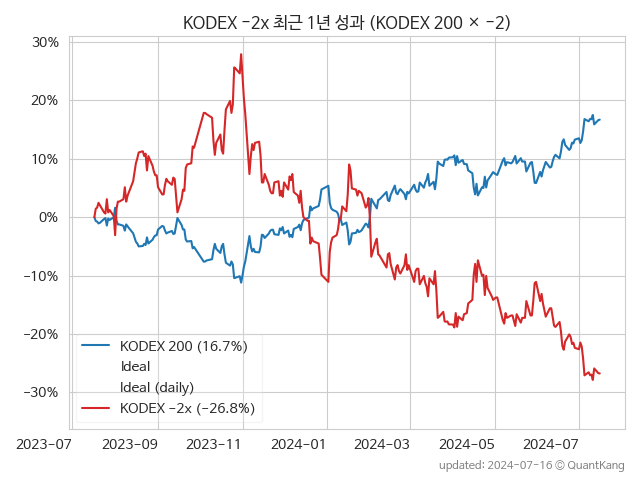 KODEX −2x 최근 1년 성과 (KODEX 200 × −2)
30%
20%
10%
0%
−10%
−20%
−30%
KODEX 200 (16.7%)
Ideal
Ideal (daily)
KODEX −2x (−26.8%)
2023−07
2023−09
2023−11
2024−01
2024−03
2024−05
2024−07
updated: 2024−07−16 © QuantKang